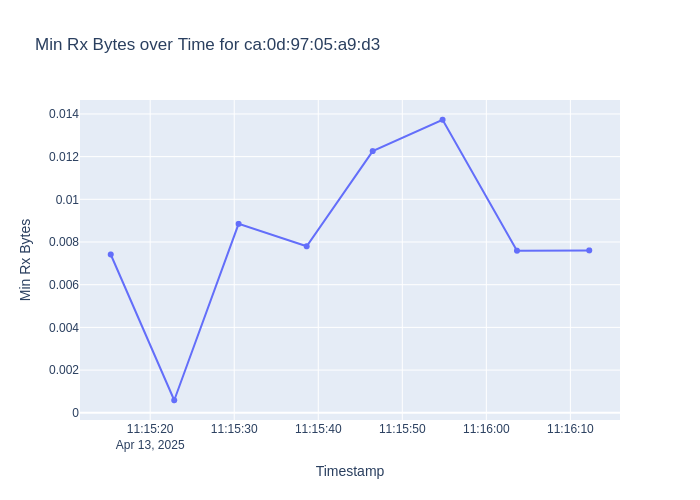 Min Rx Bytes over Time for ca:0d:97:05:a9:d3
0.014
0.012
0.01
0.008
0.006
0.004
0.002
0
Min Rx Bytes
11:15:20 11:15:30 11:15:40 11:15:50 11:16:00 11:16:10
Apr 13, 2025
Timestamp